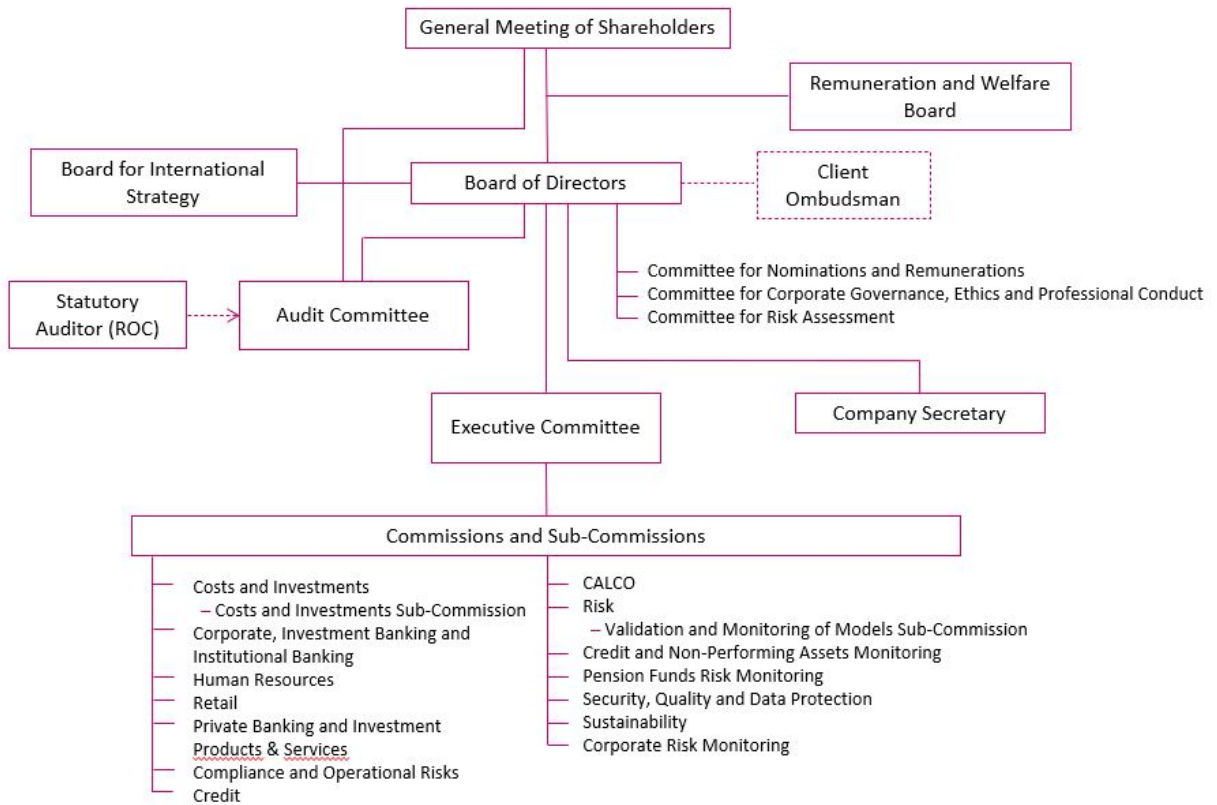 General Meeting of Shareholders
Remuneration and Welfare
Board
Board for International
Strategy
Board of Directors
Client
Ombudsman
Statutory
Auditor (ROC)
Audit Committee
Committee for Nominations and Remunerations
Committee for Corporate Governance, Ethics and Professional Conduct
Committee for Risk Assessment
Executive Committee
Company Secretary
Commissions and Sub-Commissions
Costs and Investments
– Costs and Investments Sub-Commission
Corporate, Investment Banking and
Institutional Banking
Human Resources
Retail
Private Banking and Investment
Products & Services
Compliance and Operational Risks
Credit
CALCO
Risk
– Validation and Monitoring of Models Sub-Commission
Credit and Non-Performing Assets Monitoring
Pension Funds Risk Monitoring
Security, Quality and Data Protection
Sustainability
Corporate Risk Monitoring